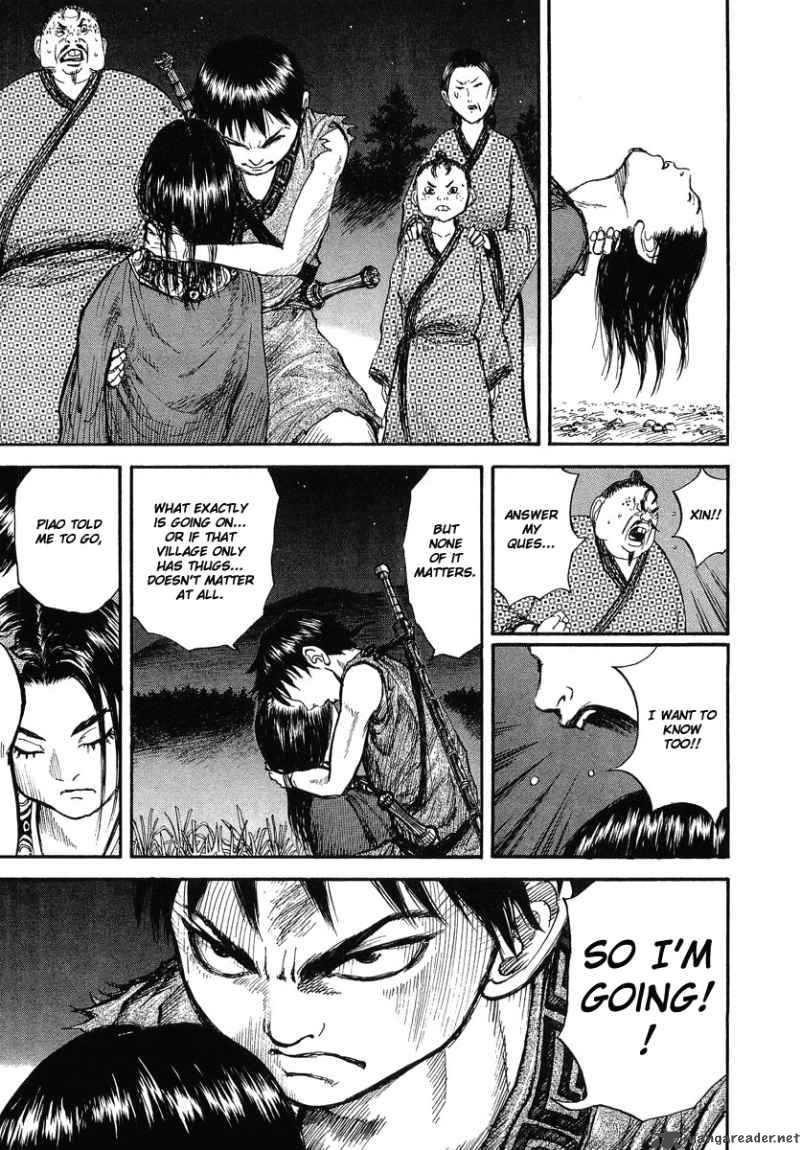 XIN!!
ANSWER
MY
QUES...
I WANT TO
KNOW
TOO!!
BUT
NONE
OF IT
MATTERS.
WHAT EXACTLY
IS GOING ON...
OR IF THAT
VILLAGE ONLY
HAS THUGS...
DOESN'T MATTER
AT ALL.
PIAO TOLD
ME TO GO,
SO I'M
GOING!
!
mangareader.net